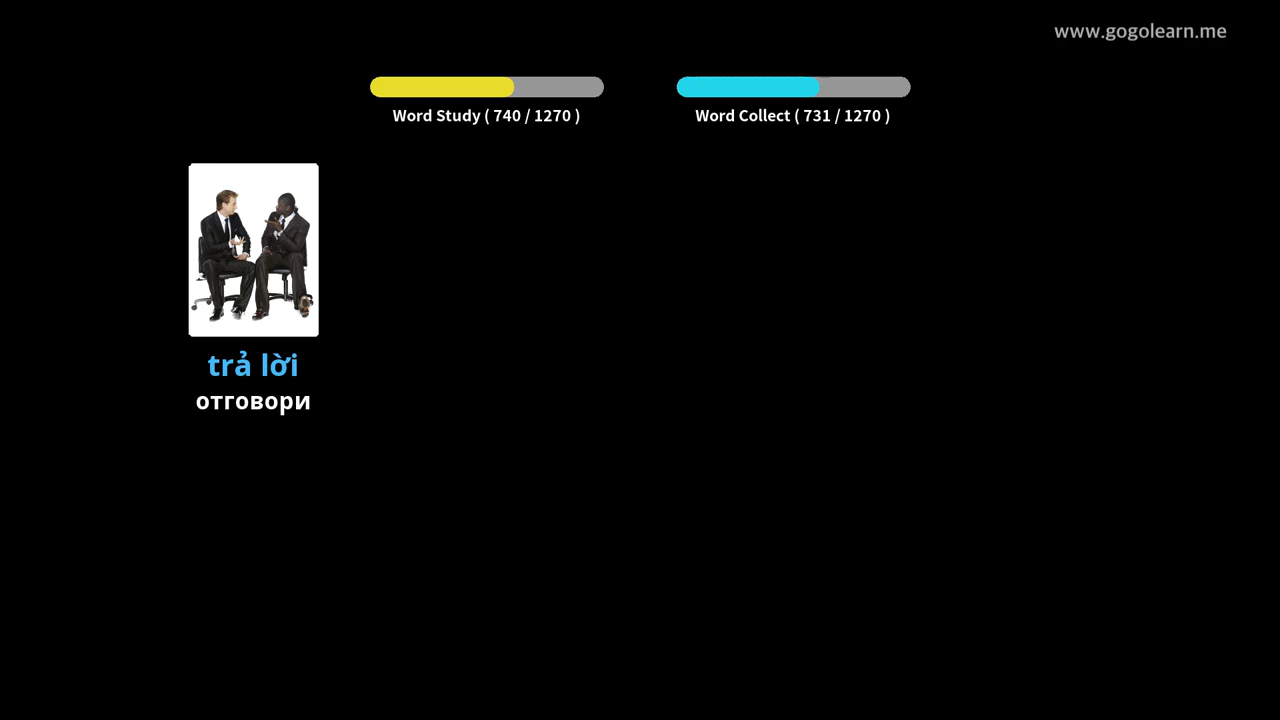 www.gogolearn.me
Word Study ( 740 / 1270 )
Word Collect ( 731 / 1270 )
trả lời
отговори